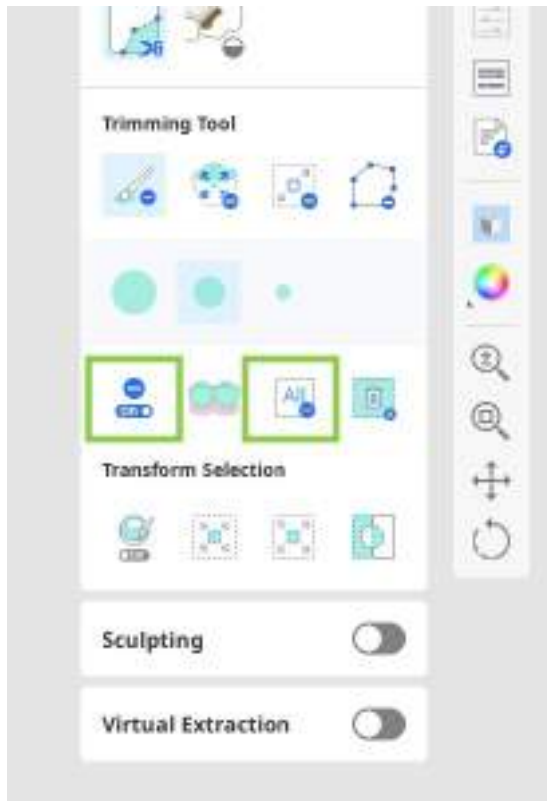 Trimming Tool
All
Transform Selection
Sculpting
Virtual Extraction